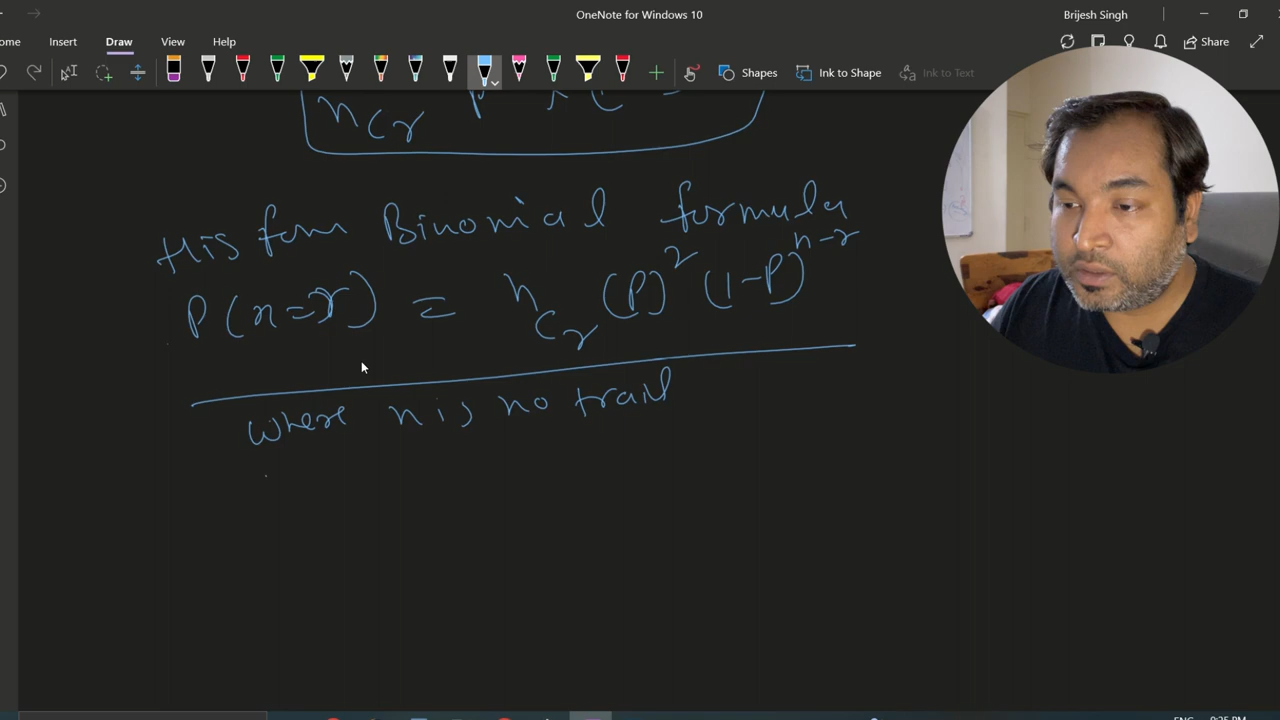 OneNote for Windows 10
Brijesh Singh
ome Insert Draw View Help
Share
Shapes Ink to Shape Ink to Text
nCr p
this form Binomial formula
P(x=r) = nCr (P)^r (1-P)^n-r
where n is no trail